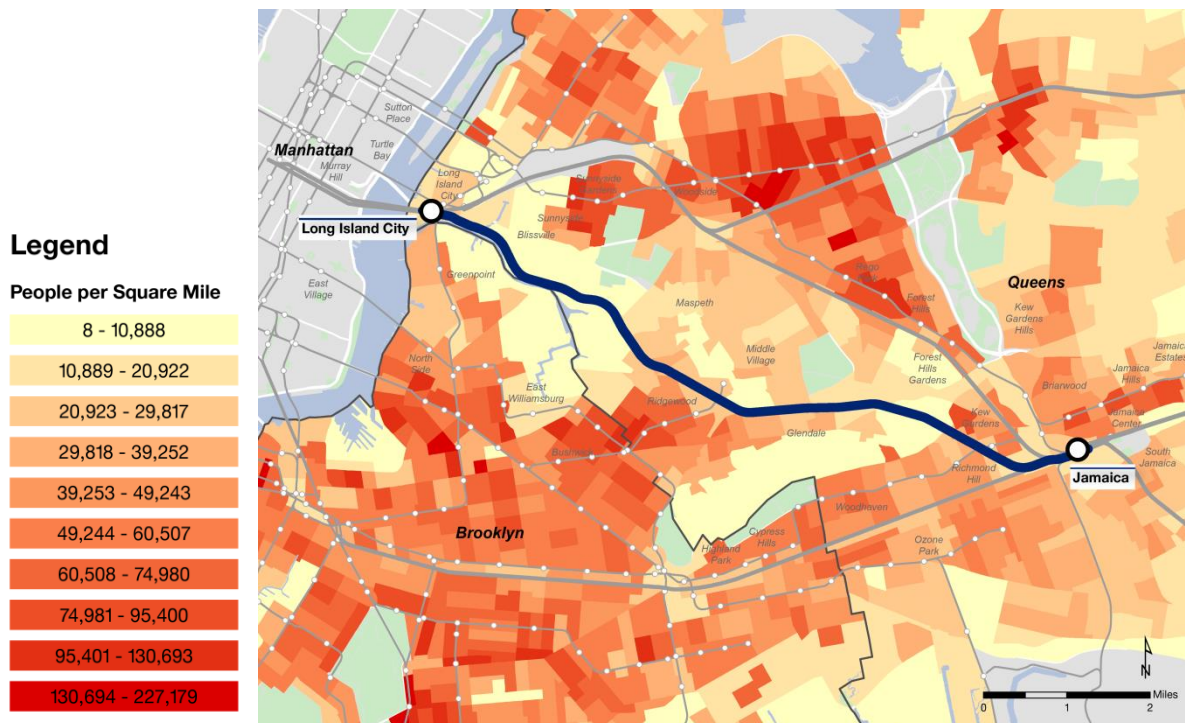 Legend
People per Square Mile
8 - 10,888
10,889 - 20,922
20,923 - 29,817
29,818 - 39,252
39,253 - 49,243
49,244 - 60,507
60,508 - 74,980
74,981 - 95,400
95,401 - 130,693
130,694 - 227,179
Sutton
Place
Manhattan
Turtle
Bay
Murray
Hill
Long
Island
City
Long Island City
Sunnyside
Gardens
Woodside
Sunnyside
Blissville
East
Village
Greenpoint
Maspeth
Rego
Park
Forest
Hills
Queens
Kew
Gardens
Hills
North
Side
East
Williamsburg
Middle
Village
Forest
Hills
Gardens
Jamaica
Estates
Jamaica
Hills
Briarwood
Ridgewood
Kew
Gardens
Jamaica
Center
Glendale
Bushwick
Richmond
Hill
South
Jamaica
Jamaica
Woodhaven
Brooklyn
Cypress
Hills
Highland
Park
Ozone
Park
N
Miles
0 1 2